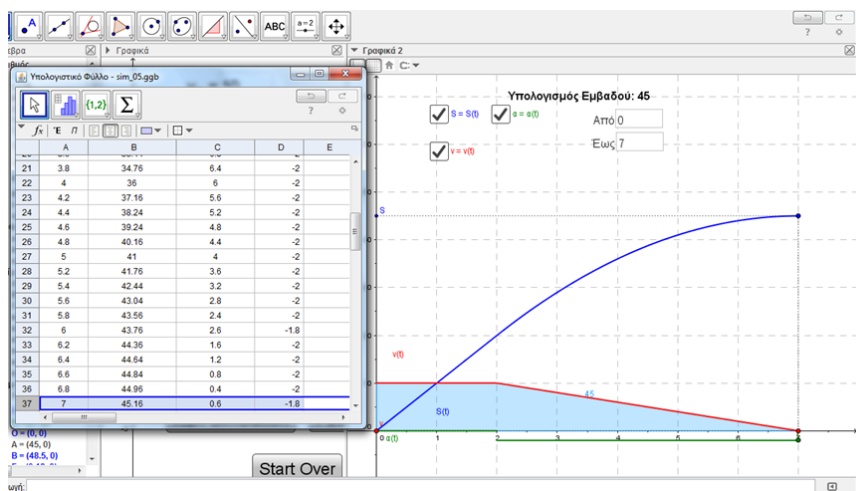 ABC
a=2
Γραφικά
Γραφικά 2
Υπολογιστικό Φύλλο - sim_05.ggb
{1,2} Σ
A B C D E
21 3.8 34.76 6.4 -2
22 4 36 6 -2
23 4.2 37.16 5.6 -2
24 4.4 38.24 5.2 -2
25 4.6 39.24 4.8 -2
26 4.8 40.16 4.4 -2
27 5 41 4 -2
28 5.2 41.76 3.6 -2
29 5.4 42.44 3.2 -2
30 5.6 43.04 2.8 -2
31 5.8 43.56 2.4 -2
32 6 43.76 2.6 -1.8
33 6.2 44.36 1.6 -2
34 6.4 44.64 1.2 -2
35 6.6 44.84 0.8 -2
36 6.8 44.96 0.4 -2
37 7 45.16 0.6 -1.8
A = (45, 0)
B = (48.5, 0)
Start Over
Υπολογισμός Εμβαδού: 45
S = S(t)
α = α(t)
Από 0
Έως 7
v = v(t)
S
v(t)
45
S(t)
v
0 α(t) 1 2 3 4 5 6